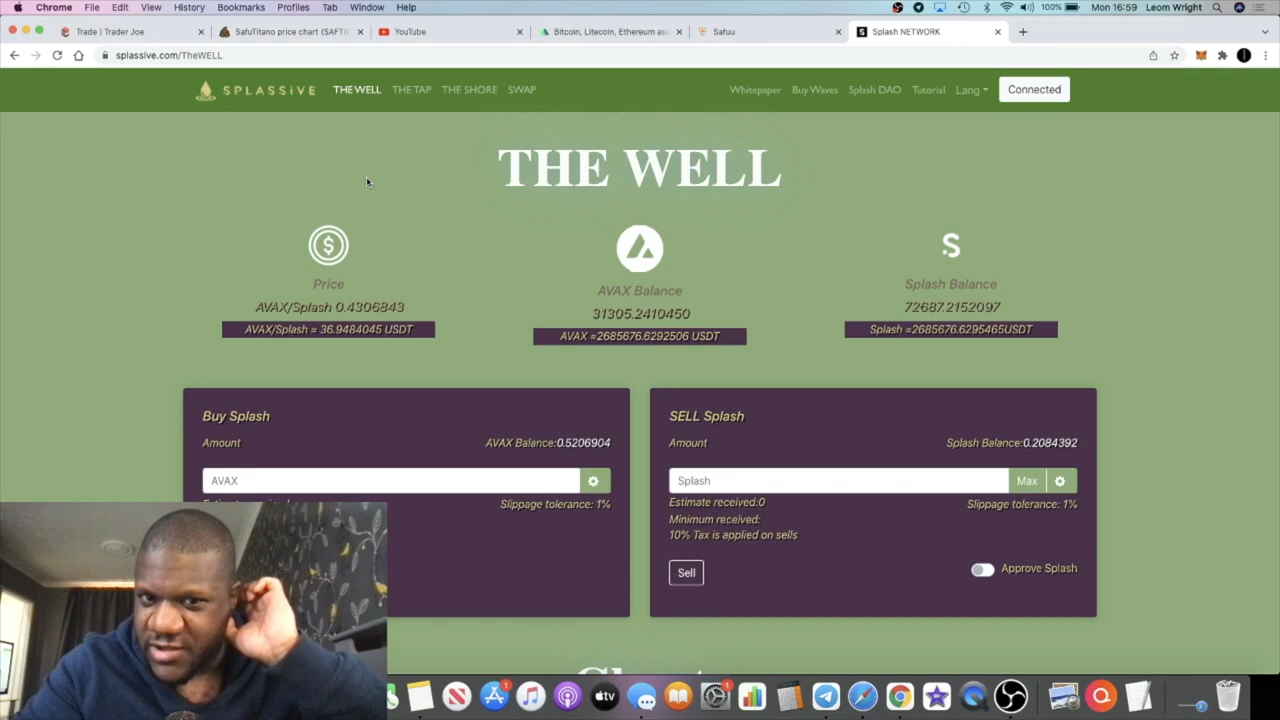 Chrome File Edit View History Bookmarks Profiles Tab Window Help 100% Mon 16:59 Leom Wright
Trade | Trader Joe
SafuTitano price chart (SAFTI
YouTube
Bitcoin, Litecoin, Ethereum as
Safuu
Splash NETWORK
splassive.com/TheWELL
SPLASSIVE THE WELL THE TAP THE SHORE SWAP Whitepaper Buy Waves Splash DAO Tutorial Lang Connected
THE WELL
Price
AVAX/Splash 0.4306843
AVAX/Splash ≈ 36.9484045 USDT
AVAX Balance
31305.2410450
AVAX ≈2685676.6292506 USDT
S
Splash Balance
72687.2152097
Splash ≈2685676.6295465USDT
Buy Splash
Amount AVAX Balance:0.5206904
AVAX
Slippage tolerance: 1%
SELL Splash
Amount Splash Balance:0.2084392
Splash Max
Estimate received:0 Slippage tolerance: 1%
Minimum received:
10% Tax is applied on sells
Sell Approve Splash
tv